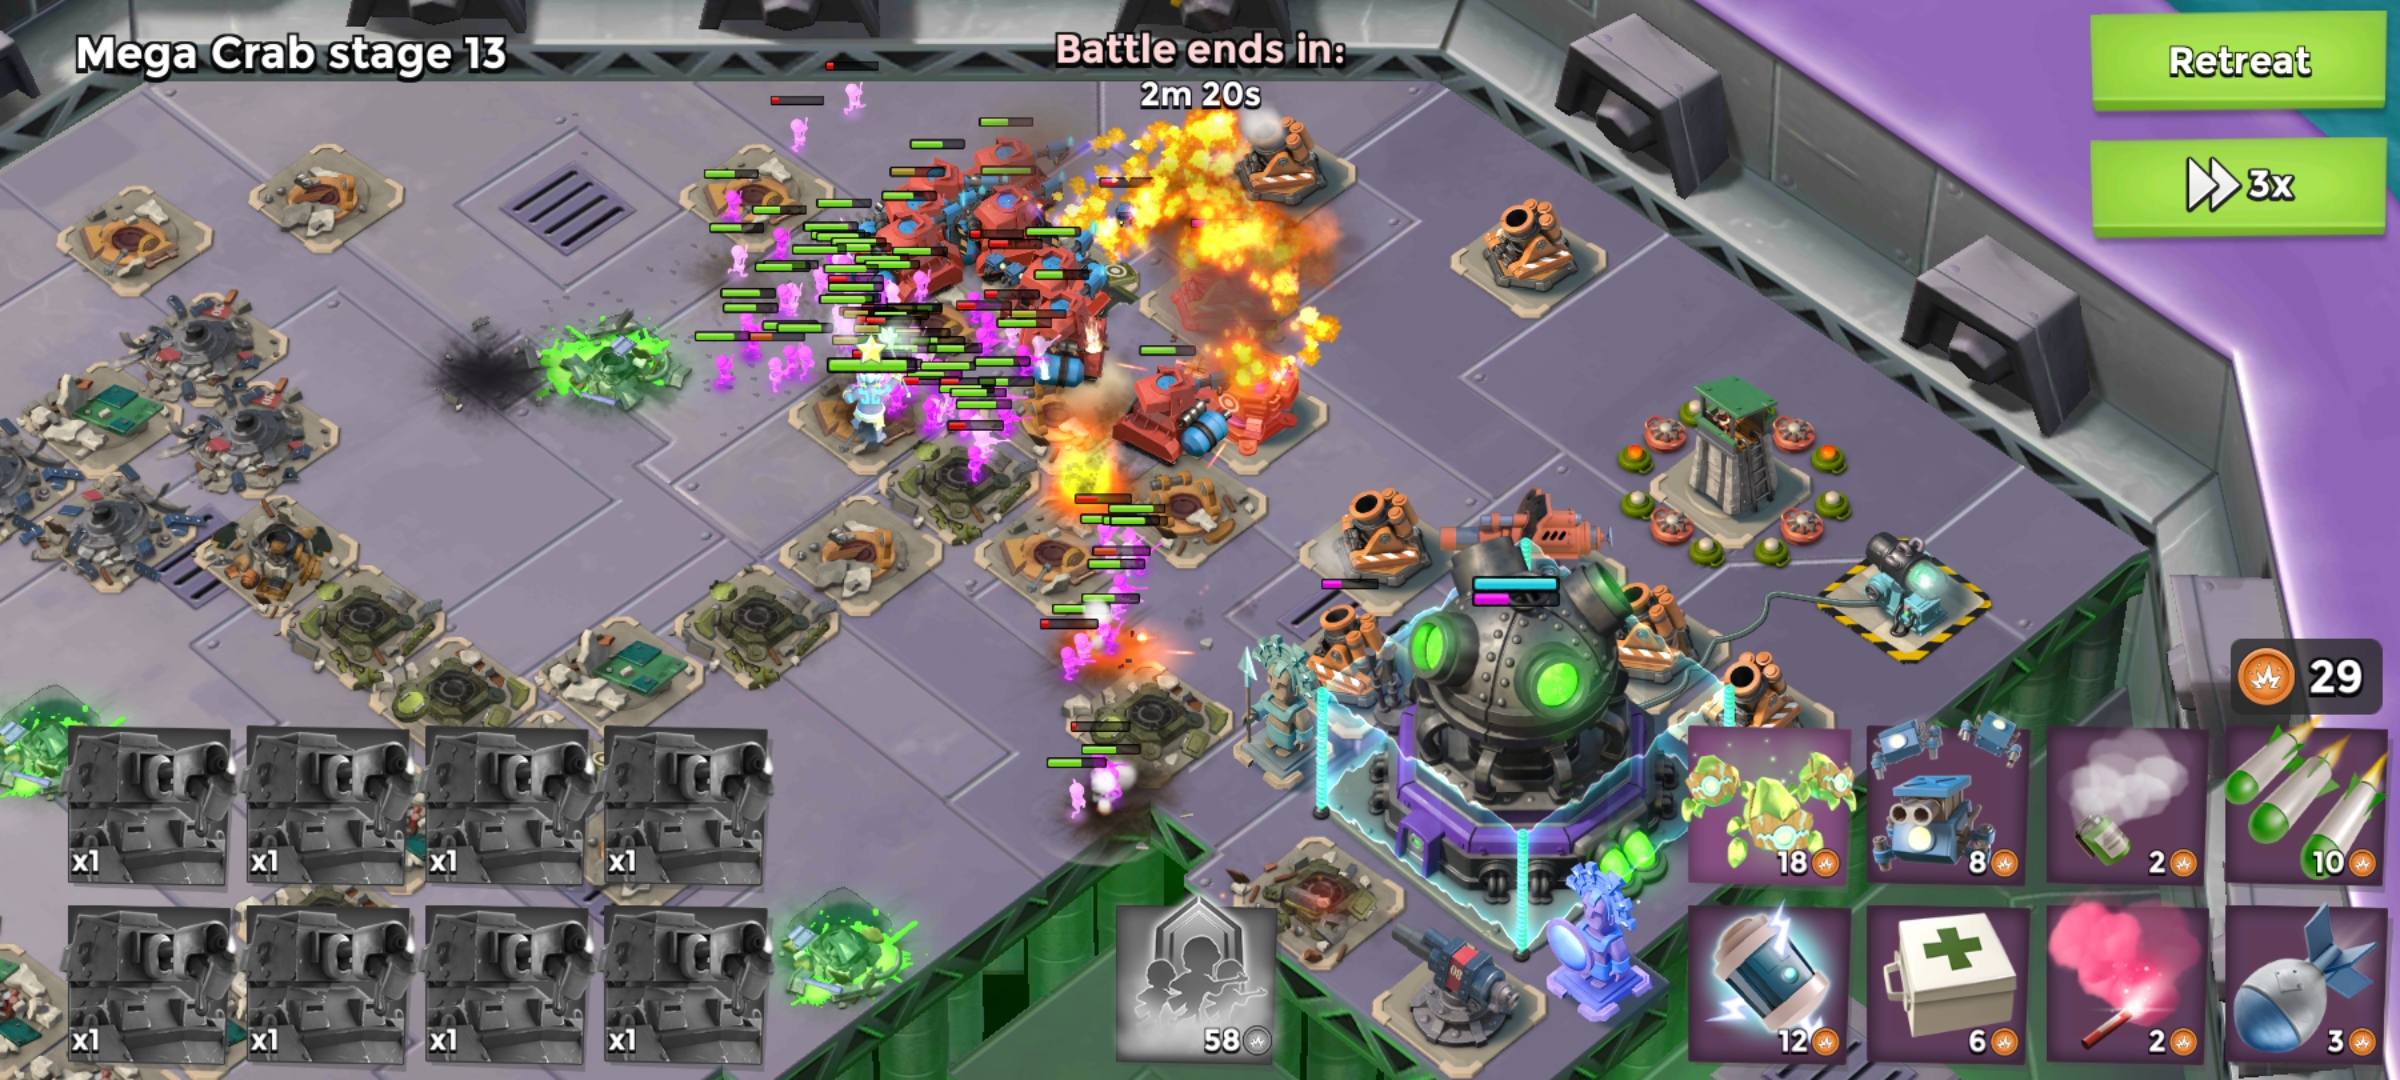 Mega Crab stage 13
Battle ends in:
2m 20s
Retreat
3x
29
x1
x1
x1
x1
18
8
2
10
x1
x1
x1
x1
58
12
6
2
3